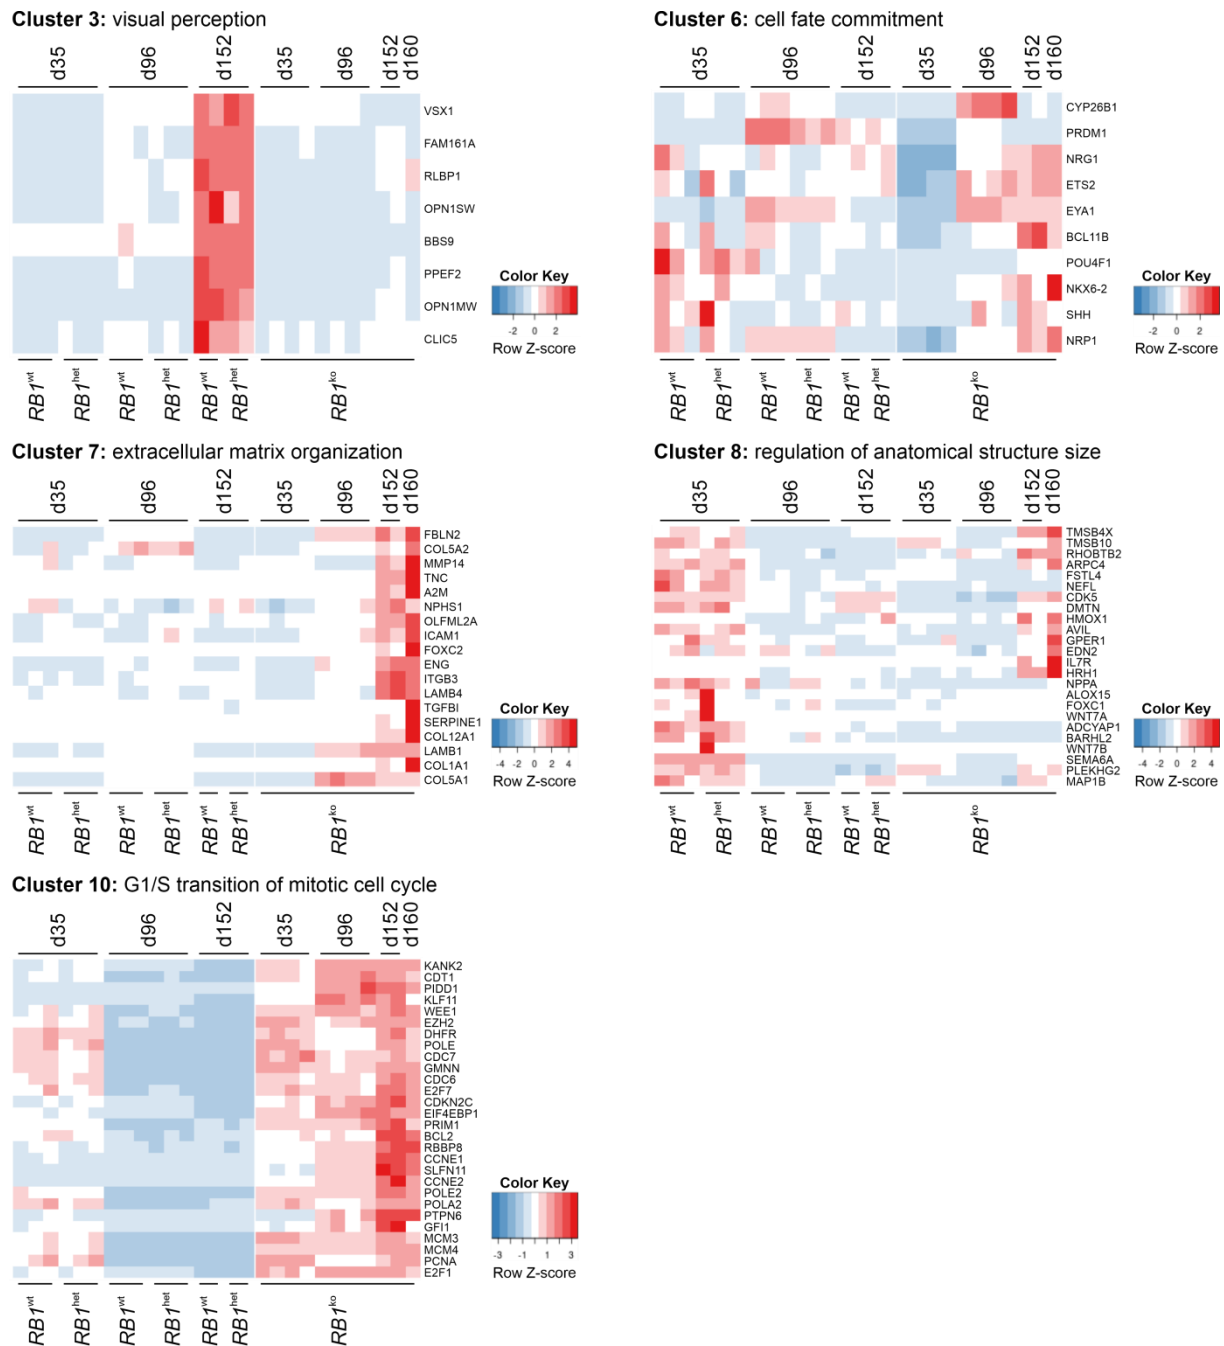 Cluster 3: visual perception
d35 d96 d152 d35 d96 d152 d160
VSX1
FAM161A
RLBP1
OPN1SW
BBS9
PPEF2
OPN1MW
CLIC5
Color Key
-2 0 2
Row Z-score
RB1wt RB1het RB1wt RB1het RB1wt RB1het RB1ko
Cluster 6: cell fate commitment
d35 d96 d152 d35 d96 d152 d160
CYP26B1
PRDM1
NRG1
ETS2
EYA1
BCL11B
POU4F1
NKX6-2
SHH
NRP1
Color Key
-2 0 2
Row Z-score
RB1wt RB1het RB1wt RB1het RB1wt RB1het RB1ko
Cluster 7: extracellular matrix organization
d35 d96 d152 d35 d96 d152 d160
FBLN2
COL5A2
MMP14
TNC
A2M
NPHS1
OLFML2A
ICAM1
FOXC2
ENG
ITGB3
LAMB4
TGFBI
SERPINE1
COL12A1
LAMB1
COL1A1
COL5A1
Color Key
-4 -2 0 2 4
Row Z-score
RB1wt RB1het RB1wt RB1het RB1wt RB1het RB1ko
Cluster 8: regulation of anatomical structure size
d35 d96 d152 d35 d96 d152 d160
TMSB4X
TMSB10
RHOBTB2
ARPC4
FSTL4
NEFL
CDK5
DMTN
HMOX1
AVIL
GPER1
EDN2
IL7R
HRH1
NPPA
ALOX15
FOXC1
WNT7A
ADCYAP1
BARHL2
WNT7B
SEMA6A
PLEKHG2
MAP1B
Color Key
-4 -2 0 2 4
Row Z-score
RB1wt RB1het RB1wt RB1het RB1wt RB1het RB1ko
Cluster 10: G1/S transition of mitotic cell cycle
d35 d96 d152 d35 d96 d152 d160
KANK2
CDT1
PIDD1
KLF11
WEE1
EZH2
DHFR
POLE
CDC7
GMNN
CDC6
E2F7
CDKN2C
EIF4EBP1
PRIM1
BCL2
RBBP8
CCNE1
SLFN11
CCNE2
POLE2
POLA2
PTPN6
GFI1
MCM3
MCM4
PCNA
E2F1
Color Key
-3 -1 1 3
Row Z-score
RB1wt RB1het RB1wt RB1het RB1wt RB1het RB1ko